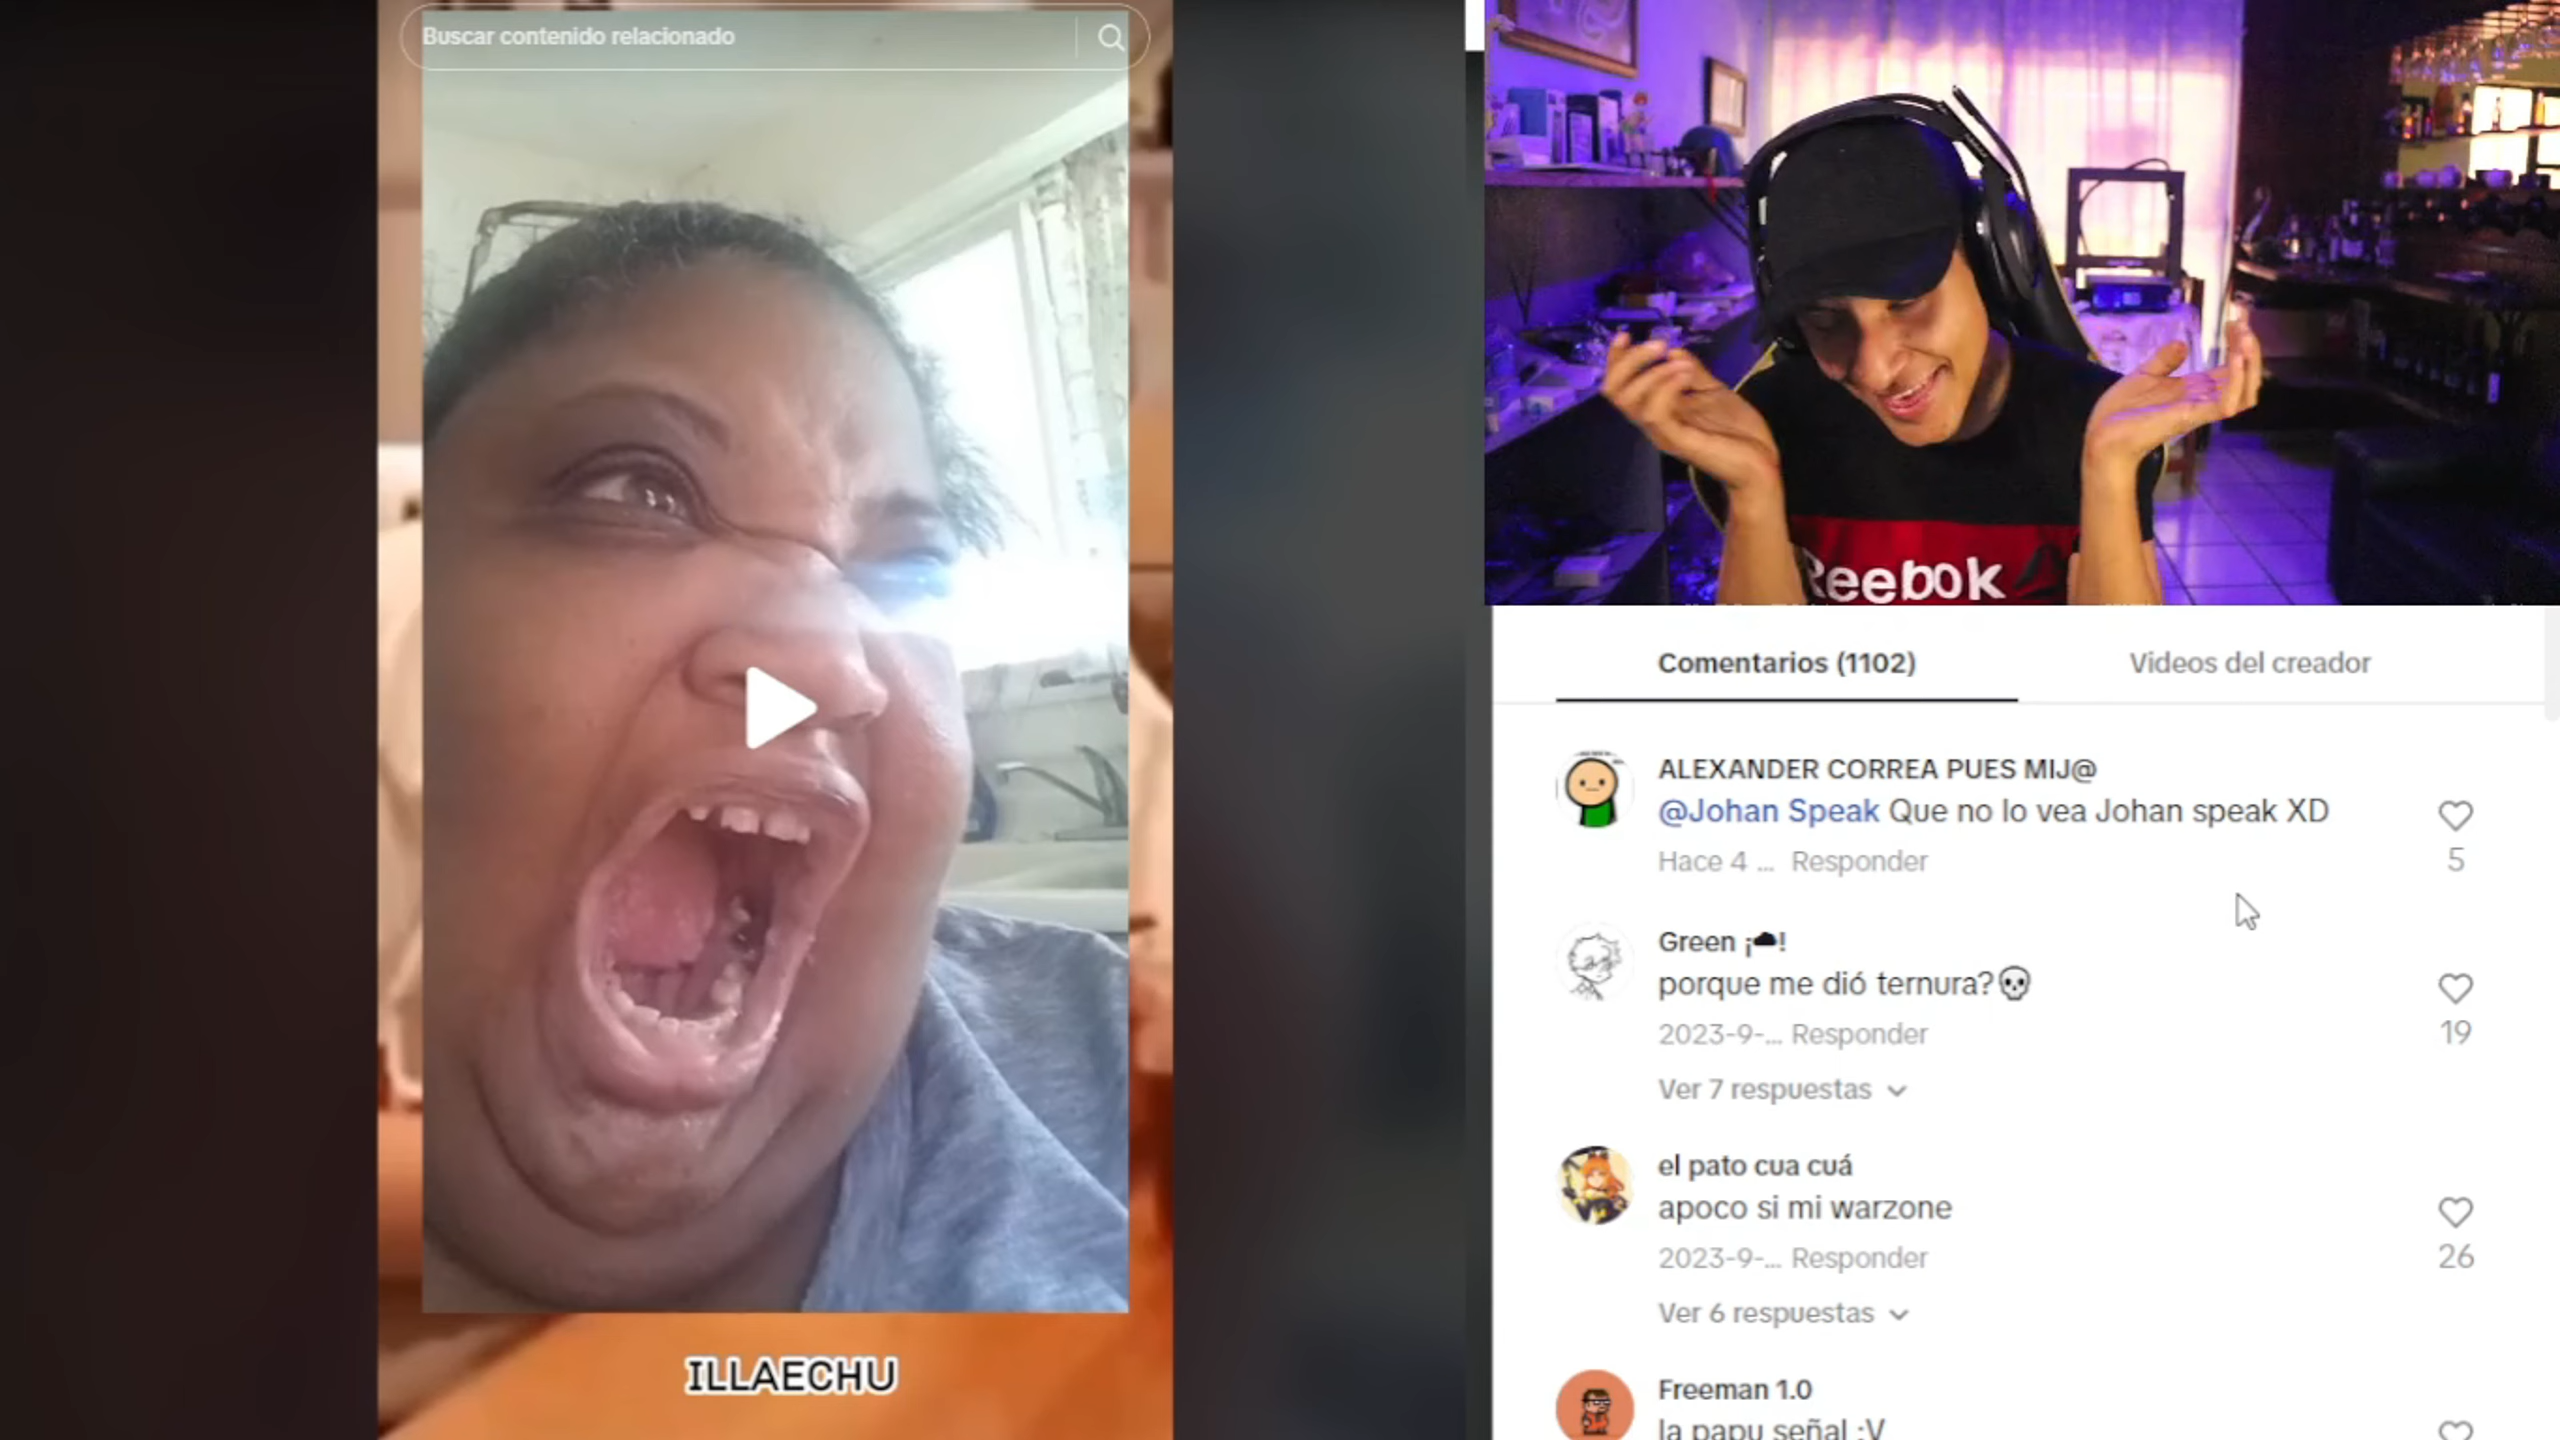 Buscar contenido relacionado
ILLAECHU
Reebok
Comentarios (1102)
Videos del creador
ALEXANDER CORREA PUES MIJ@
@Johan Speak Que no lo vea Johan speak XD
Hace 4 ... Responder
5
Green ¡☁!
porque me dió ternura?💀
2023-9-... Responder
19
Ver 7 respuestas
el pato cua cuá
apoco si mi warzone
2023-9-... Responder
26
Ver 6 respuestas
Freeman 1.0
la papu señal :V